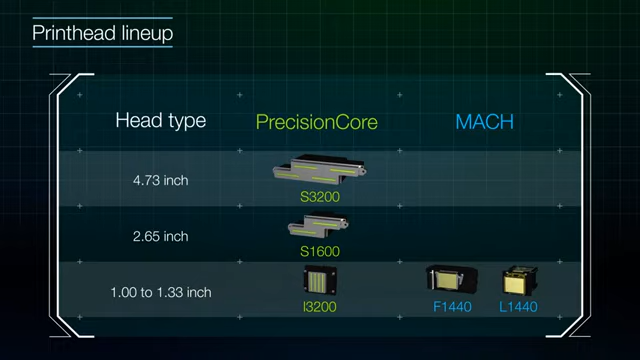 Printhead lineup
Head type PrecisionCore MACH
4.73 inch S3200
2.65 inch S1600
1.00 to 1.33 inch I3200 F1440 L1440